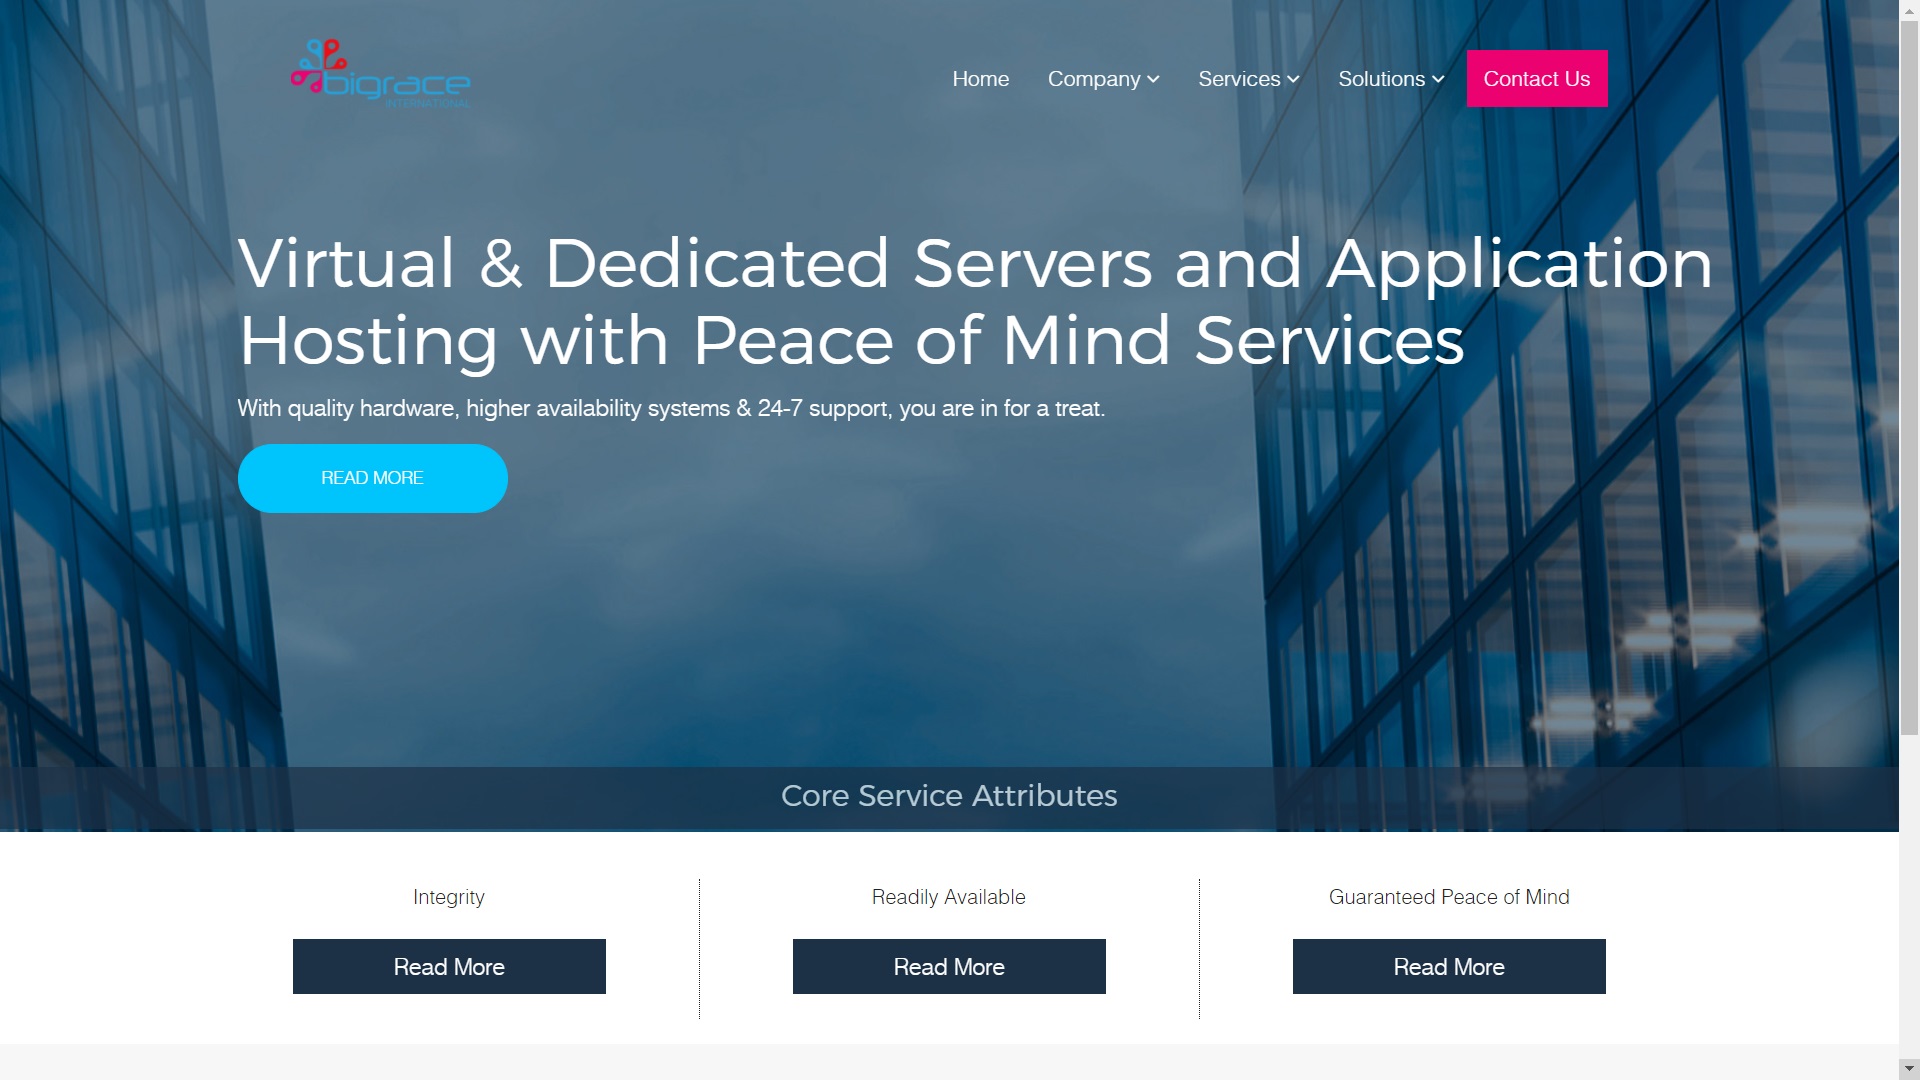 bigrace
INTERNATIONAL
Home
Company
Services
Solutions
Contact Us
Virtual & Dedicated Servers and Application
Hosting with Peace of Mind Services
With quality hardware, higher availability systems & 24-7 support, you are in for a treat.
READ MORE
Core Service Attributes
Integrity
Readily Available
Guaranteed Peace of Mind
Read More
Read More
Read More